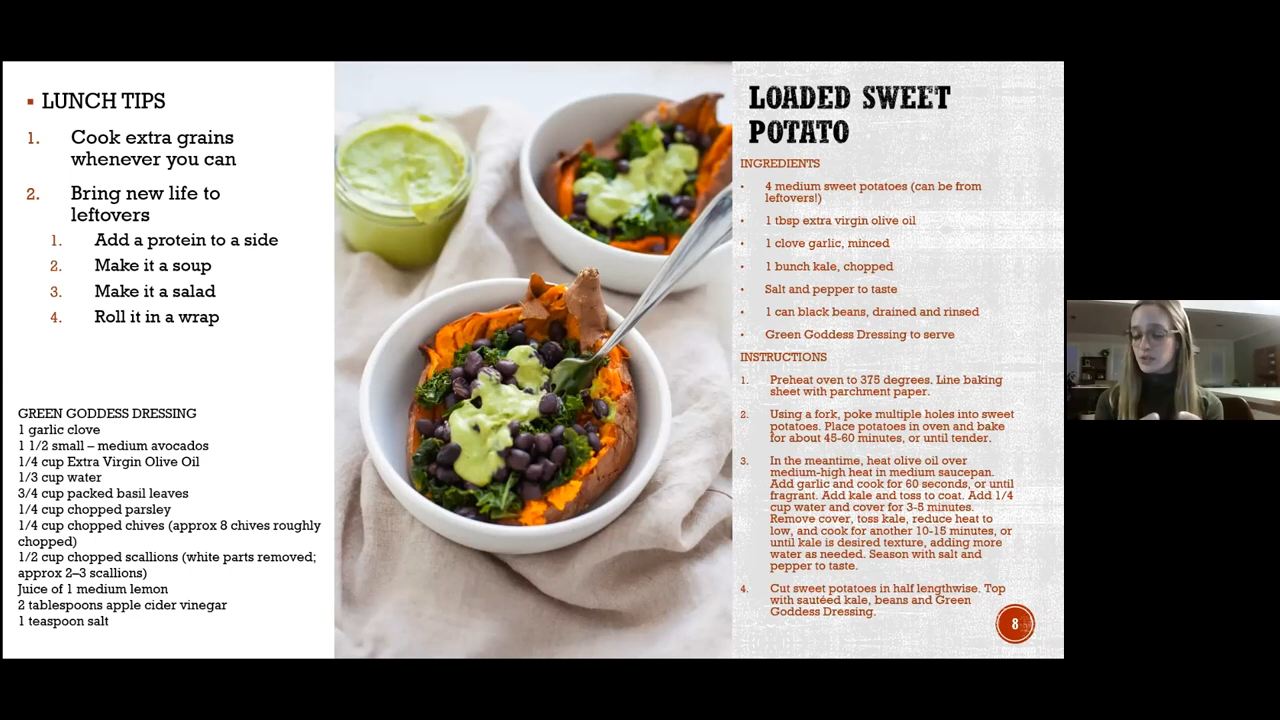 LUNCH TIPS
1. Cook extra grains
whenever you can
2. Bring new life to
leftovers
1. Add a protein to a side
2. Make it a soup
3. Make it a salad
4. Roll it in a wrap
GREEN GODDESS DRESSING
1 garlic clove
1 1/2 small – medium avocados
1/4 cup Extra Virgin Olive Oil
1/3 cup water
3/4 cup packed basil leaves
1/4 cup chopped parsley
1/4 cup chopped chives (approx 8 chives roughly
chopped)
1/2 cup chopped scallions (white parts removed;
approx 2–3 scallions)
Juice of 1 medium lemon
2 tablespoons apple cider vinegar
1 teaspoon salt
LOADED SWEET
POTATO
INGREDIENTS
• 4 medium sweet potatoes (can be from
leftovers!)
• 1 tbsp extra virgin olive oil
• 1 clove garlic, minced
• 1 bunch kale, chopped
• Salt and pepper to taste
• 1 can black beans, drained and rinsed
• Green Goddess Dressing to serve
INSTRUCTIONS
1. Preheat oven to 375 degrees. Line baking
sheet with parchment paper.
2. Using a fork, poke multiple holes into sweet
potatoes. Place potatoes in oven and bake
for about 45-60 minutes, or until tender.
3. In the meantime, heat olive oil over
medium-high heat in medium saucepan.
Add garlic and cook for 60 seconds, or until
fragrant. Add kale and toss to coat. Add 1/4
cup water and cover for 3-5 minutes.
Remove cover, toss kale, reduce heat to
low, and cook for another 10-15 minutes, or
until kale is desired texture, adding more
water as needed. Season with salt and
pepper to taste.
4. Cut sweet potatoes in half lengthwise. Top
with sautéed kale, beans and Green
Goddess Dressing.
8